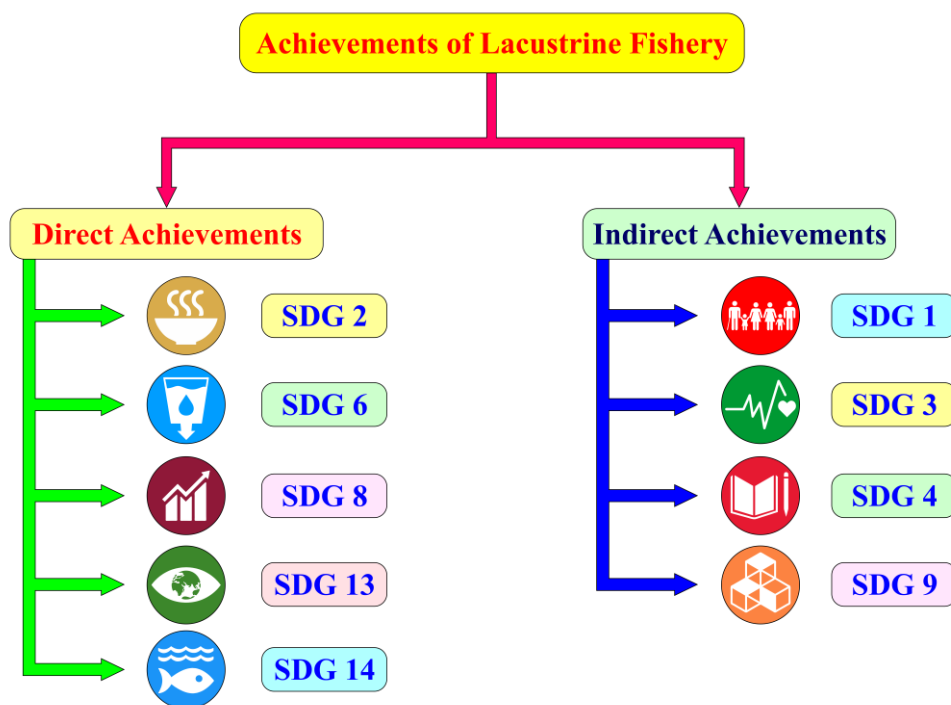 Achievements of Lacustrine Fishery
Direct Achievements
SDG 2
SDG 6
SDG 8
SDG 13
SDG 14
Indirect Achievements
SDG 1
SDG 3
SDG 4
SDG 9